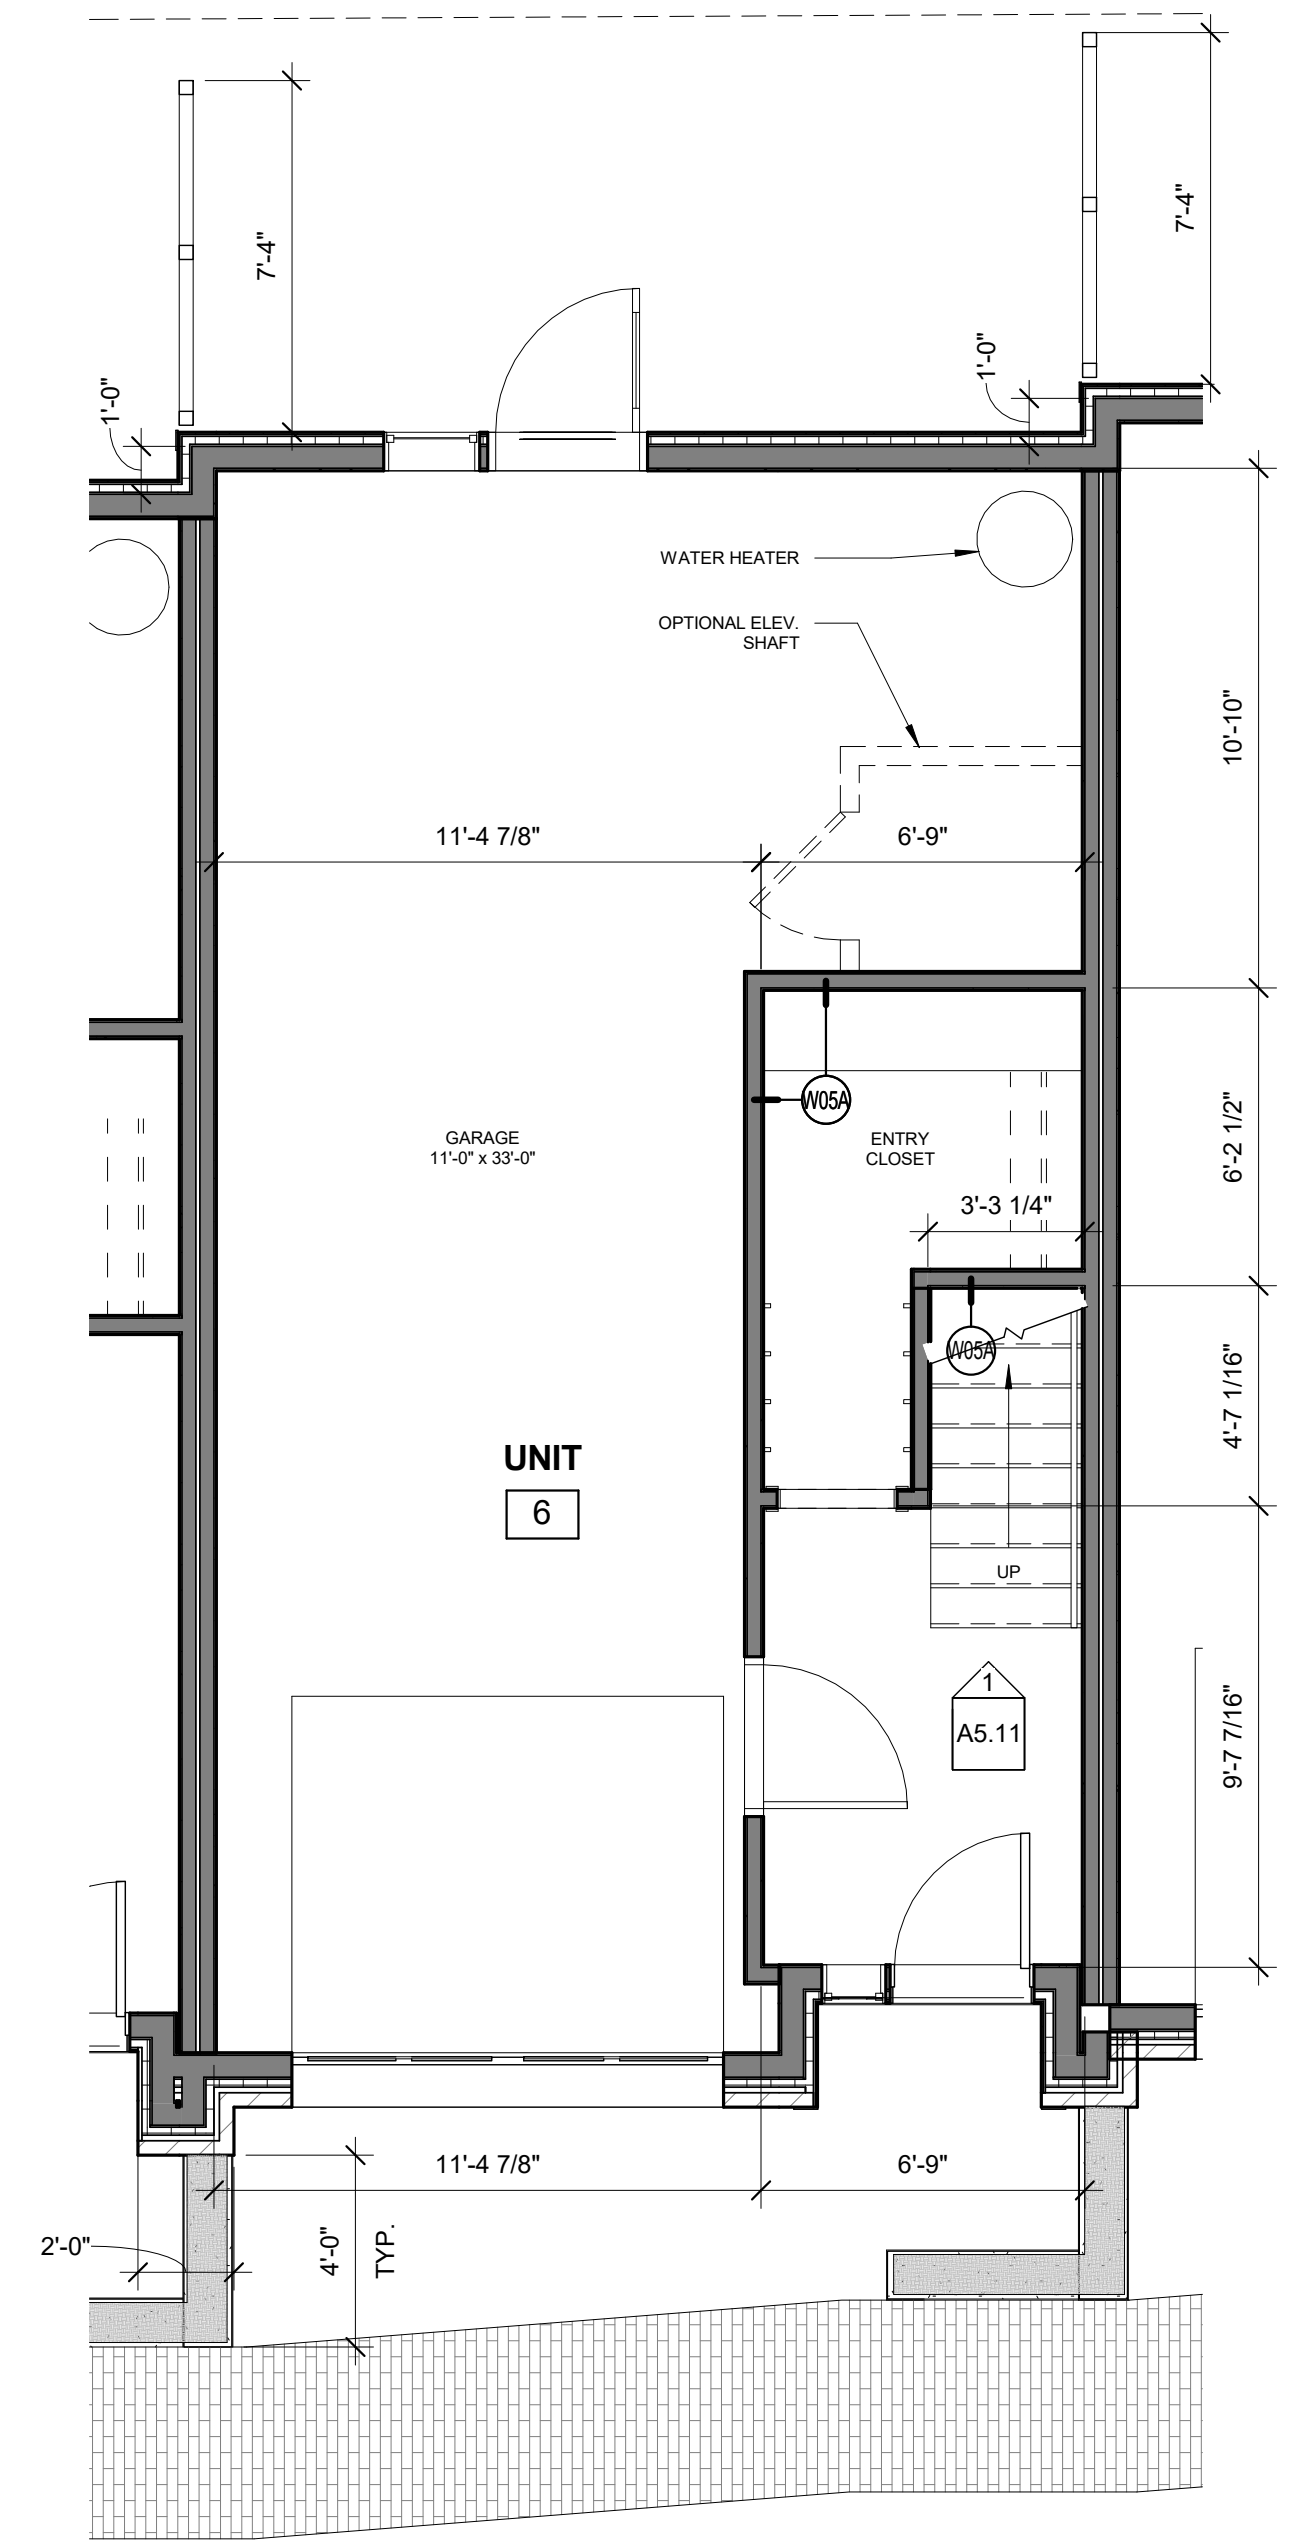 7'-4"
7'-4"
1'-0"
1'-0"
WATER HEATER
OPTIONAL ELEV.
SHAFT
10'-10"
11'-4 7/8"
6'-9"
W05A
GARAGE
11'-0" x 33'-0"
ENTRY
CLOSET
6'-2 1/2"
3'-3 1/4"
W05A
4'-7 1/16"
UNIT
6
UP
1
A5.11
9'-7 7/16"
11'-4 7/8"
6'-9"
2'-0"
4'-0"
TYP.